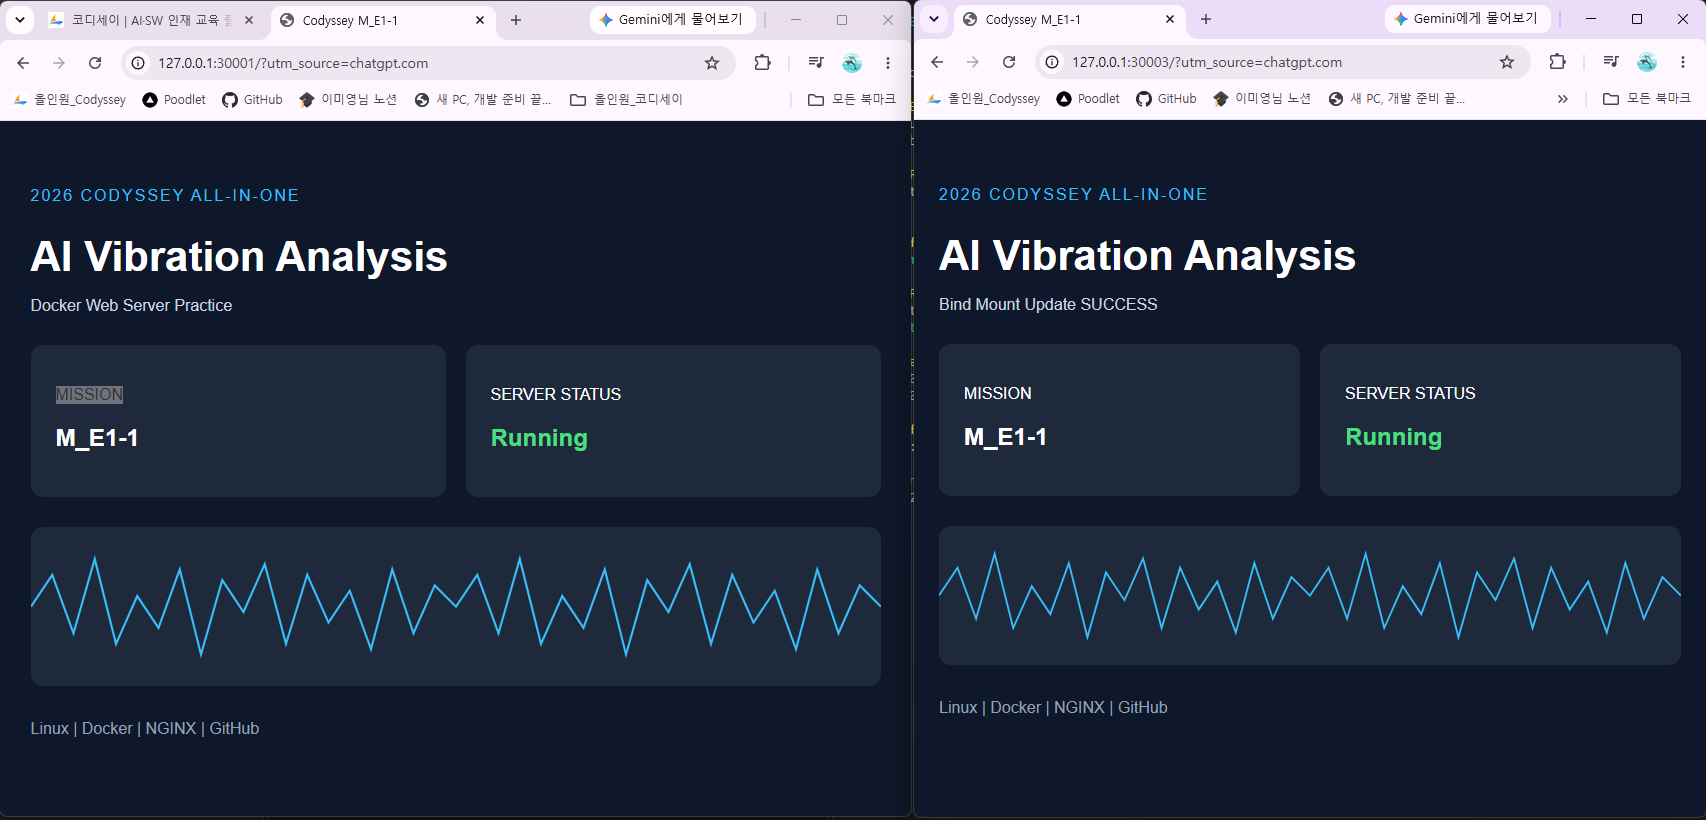 코디세이 | AI·SW 인재 교육
Codyssey M_E1-1
Gemini에게 물어보기
127.0.0.1:30001/?utm_source=chatgpt.com
올인원_Codyssey
Poodlet
GitHub
이미영님 노션
새 PC, 개발 준비 끝...
올인원_코디세이
모든 북마크
2026 CODYSSEY ALL-IN-ONE
AI Vibration Analysis
Docker Web Server Practice
MISSION
M_E1-1
SERVER STATUS
Running
Linux | Docker | NGINX | GitHub
Codyssey M_E1-1
Gemini에게 물어보기
127.0.0.1:30003/?utm_source=chatgpt.com
올인원_Codyssey
Poodlet
GitHub
이미영님 노션
새 PC, 개발 준비 끝...
모든 북마크
2026 CODYSSEY ALL-IN-ONE
AI Vibration Analysis
Bind Mount Update SUCCESS
MISSION
M_E1-1
SERVER STATUS
Running
Linux | Docker | NGINX | GitHub